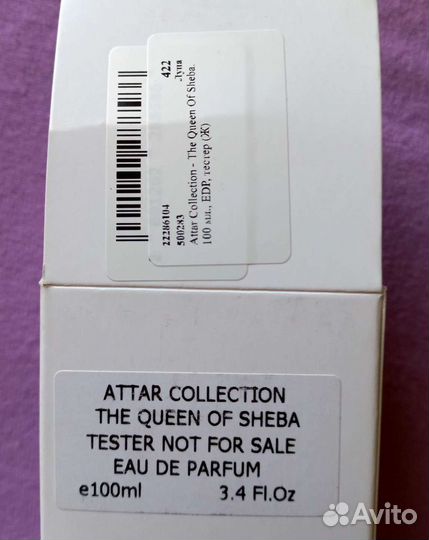 422
Луна
22286104
500283
Attar Collection - The Queen Of Sheba.
100 мл., EDP, тестер (Ж)
ATTAR COLLECTION
THE QUEEN OF SHEBA
TESTER NOT FOR SALE
EAU DE PARFUM
e100ml 3.4 Fl.Oz
Avito